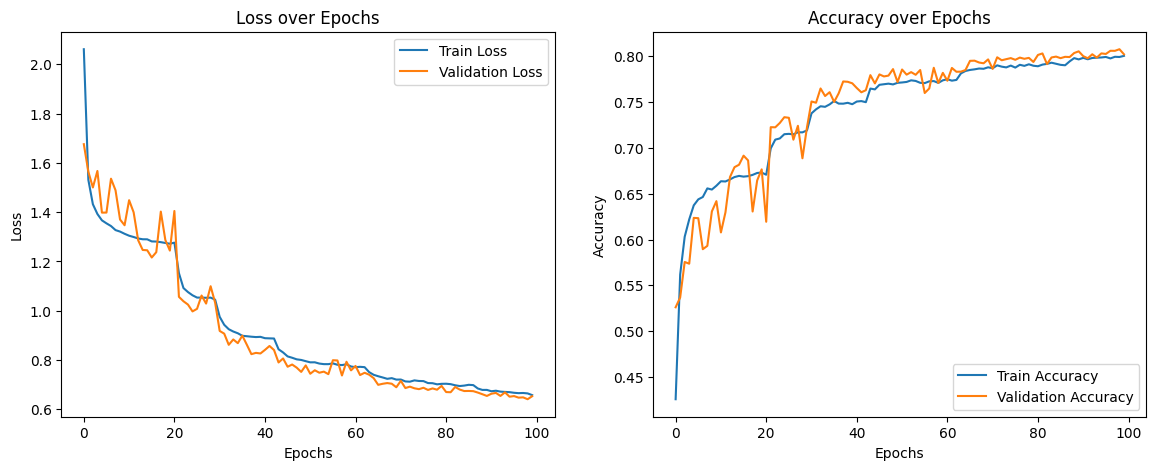 Loss over Epochs
Train Loss
Validation Loss
2.0
1.8
1.6
1.4
1.2
1.0
0.8
0.6
Loss
0 20 40 60 80 100
Epochs
Accuracy over Epochs
0.80
0.75
0.70
0.65
0.60
0.55
0.50
0.45
Accuracy
Train Accuracy
Validation Accuracy
0 20 40 60 80 100
Epochs